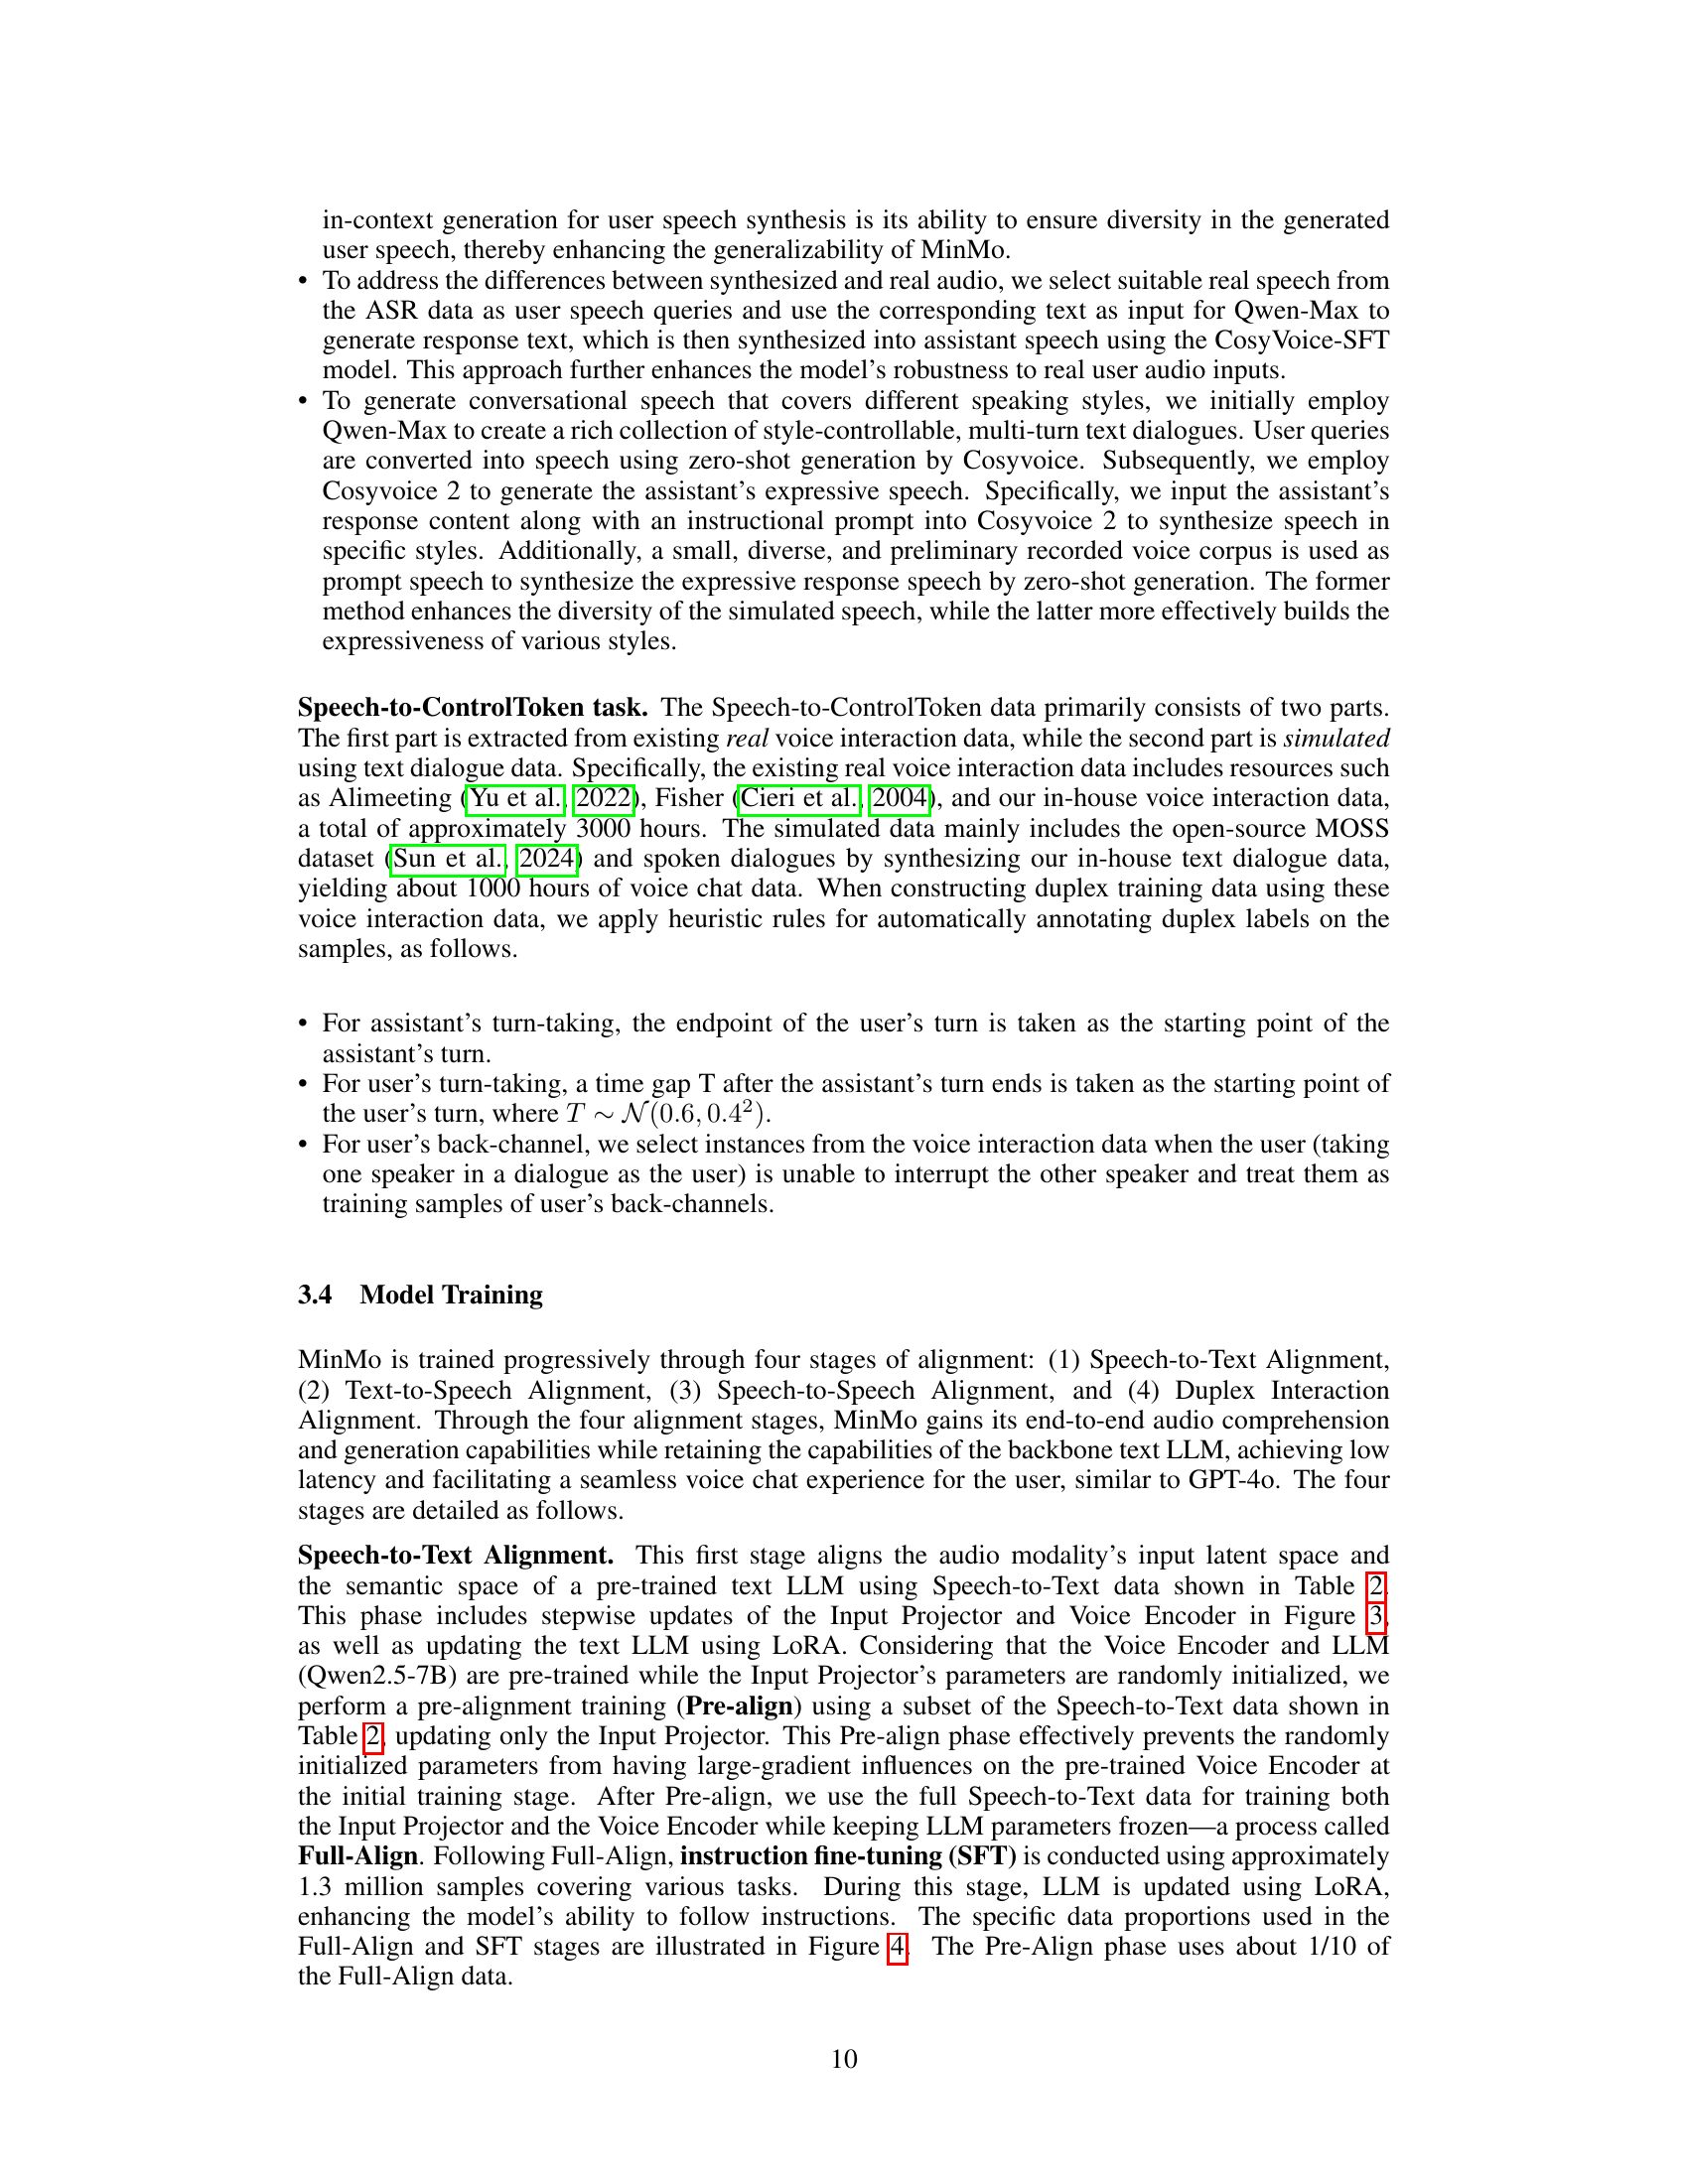 in-context generation for user speech synthesis is its ability to ensure diversity in the generated
user speech, thereby enhancing the generalizability of MinMo.
• To address the differences between synthesized and real audio, we select suitable real speech from
the ASR data as user speech queries and use the corresponding text as input for Qwen-Max to
generate response text, which is then synthesized into assistant speech using the CosyVoice-SFT
model. This approach further enhances the model's robustness to real user audio inputs.
• To generate conversational speech that covers different speaking styles, we initially employ
Qwen-Max to create a rich collection of style-controllable, multi-turn text dialogues. User queries
are converted into speech using zero-shot generation by Cosyvoice. Subsequently, we employ
Cosyvoice 2 to generate the assistant's expressive speech. Specifically, we input the assistant's
response content along with an instructional prompt into Cosyvoice 2 to synthesize speech in
specific styles. Additionally, a small, diverse, and preliminary recorded voice corpus is used as
prompt speech to synthesize the expressive response speech by zero-shot generation. The former
method enhances the diversity of the simulated speech, while the latter more effectively builds the
expressiveness of various styles.
Speech-to-ControlToken task. The Speech-to-ControlToken data primarily consists of two parts.
The first part is extracted from existing real voice interaction data, while the second part is simulated
using text dialogue data. Specifically, the existing real voice interaction data includes resources such
as Alimeeting (Yu et al., 2022), Fisher (Cieri et al., 2004), and our in-house voice interaction data,
a total of approximately 3000 hours. The simulated data mainly includes the open-source MOSS
dataset (Sun et al., 2024) and spoken dialogues by synthesizing our in-house text dialogue data,
yielding about 1000 hours of voice chat data. When constructing duplex training data using these
voice interaction data, we apply heuristic rules for automatically annotating duplex labels on the
samples, as follows.
• For assistant's turn-taking, the endpoint of the user's turn is taken as the starting point of the
assistant's turn.
• For user's turn-taking, a time gap T after the assistant's turn ends is taken as the starting point of
the user's turn, where T ∼ N(0.6, 0.4²).
• For user's back-channel, we select instances from the voice interaction data when the user (taking
one speaker in a dialogue as the user) is unable to interrupt the other speaker and treat them as
training samples of user's back-channels.
3.4 Model Training
MinMo is trained progressively through four stages of alignment: (1) Speech-to-Text Alignment,
(2) Text-to-Speech Alignment, (3) Speech-to-Speech Alignment, and (4) Duplex Interaction
Alignment. Through the four alignment stages, MinMo gains its end-to-end audio comprehension
and generation capabilities while retaining the capabilities of the backbone text LLM, achieving low
latency and facilitating a seamless voice chat experience for the user, similar to GPT-4o. The four
stages are detailed as follows.
Speech-to-Text Alignment. This first stage aligns the audio modality's input latent space and
the semantic space of a pre-trained text LLM using Speech-to-Text data shown in Table 2.
This phase includes stepwise updates of the Input Projector and Voice Encoder in Figure 3,
as well as updating the text LLM using LoRA. Considering that the Voice Encoder and LLM
(Qwen2.5-7B) are pre-trained while the Input Projector's parameters are randomly initialized, we
perform a pre-alignment training (Pre-align) using a subset of the Speech-to-Text data shown in
Table 2, updating only the Input Projector. This Pre-align phase effectively prevents the randomly
initialized parameters from having large-gradient influences on the pre-trained Voice Encoder at
the initial training stage. After Pre-align, we use the full Speech-to-Text data for training both
the Input Projector and the Voice Encoder while keeping LLM parameters frozen—a process called
Full-Align. Following Full-Align, instruction fine-tuning (SFT) is conducted using approximately
1.3 million samples covering various tasks. During this stage, LLM is updated using LoRA,
enhancing the model's ability to follow instructions. The specific data proportions used in the
Full-Align and SFT stages are illustrated in Figure 4. The Pre-Align phase uses about 1/10 of
the Full-Align data.
10